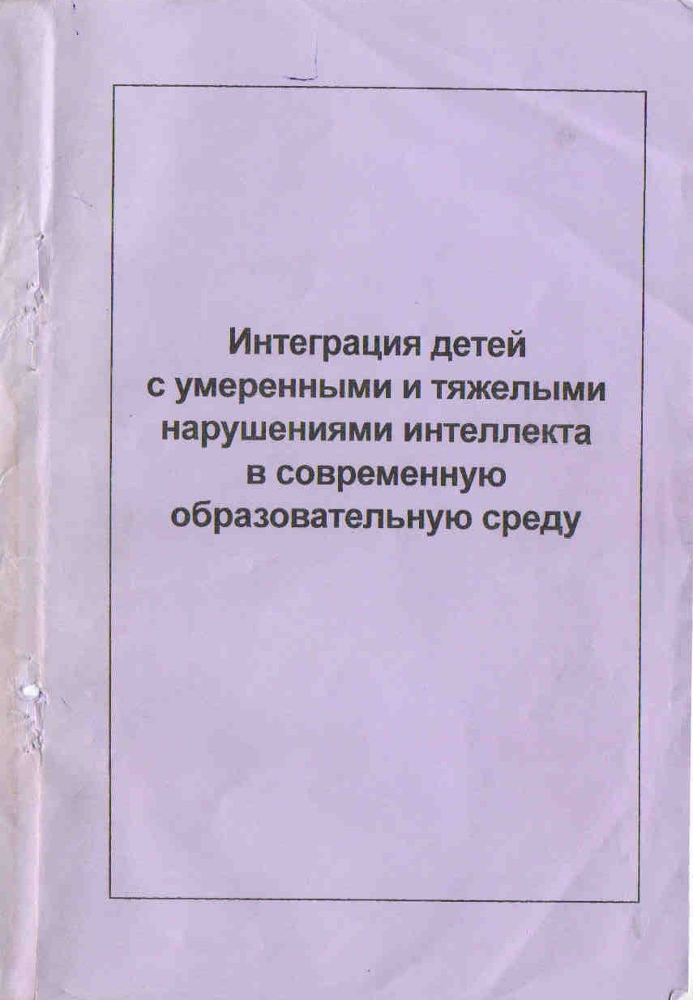 Интеграция детей
с умеренными и тяжелыми
нарушениями интеллекта
в современную
образовательную среду